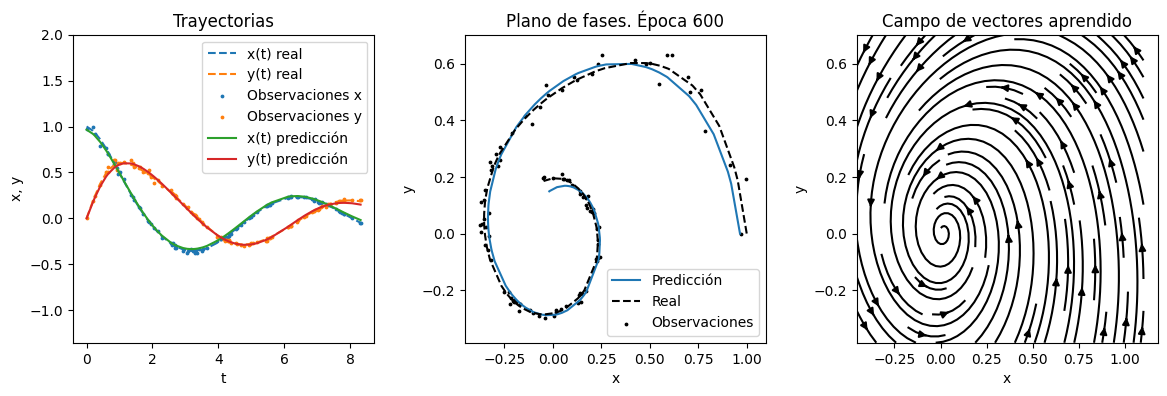 Trayectorias
x, y
2.0
1.5
1.0
0.5
0.0
−0.5
−1.0
x(t) real
y(t) real
Observaciones x
Observaciones y
x(t) predicción
y(t) predicción
0 2 4 6 8
t
Plano de fases. Época 600
y
0.6
0.4
0.2
0.0
−0.2
Predicción
Real
Observaciones
−0.25 0.00 0.25 0.50 0.75 1.00
x
Campo de vectores aprendido
y
0.6
0.4
0.2
0.0
−0.2
−0.25 0.00 0.25 0.50 0.75 1.00
x